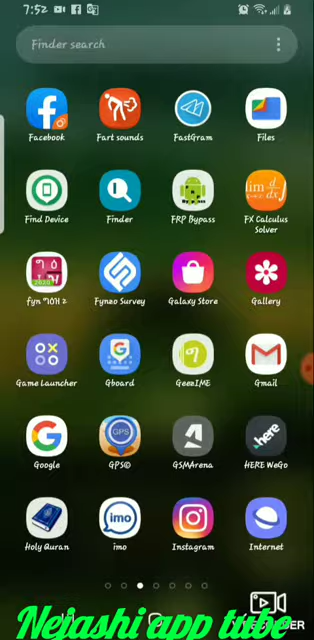 7:52
Finder search
Facebook
Fart sounds
FastGram
Files
Find Device
Finder
FRP Bypass
FX Calculus
Solver
Fynzo Survey
Galaxy Store
Gallery
Game Launcher
Gboard
GeezIME
Gmail
Google
GPS©
GSMArena
HERE WeGo
Holy Quran
imo
Instagram
Internet
Nejashi app tube